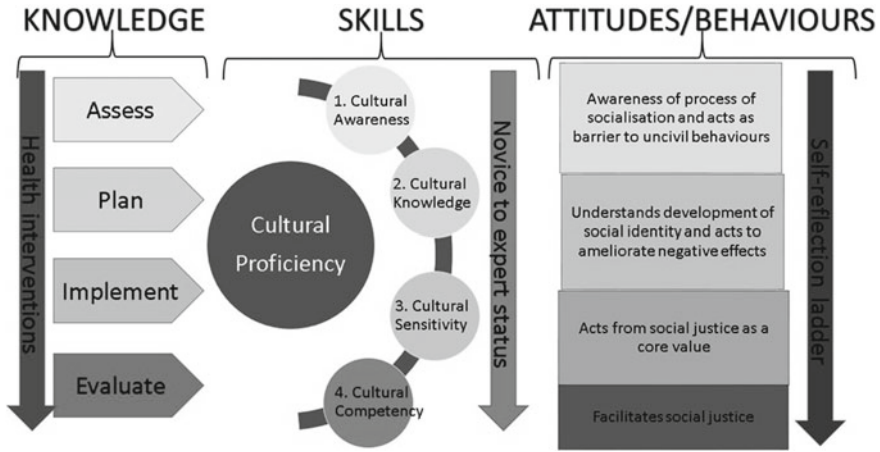 KNOWLEDGE
SKILLS
ATTITUDES/BEHAVIOURS
Health interventions
Assess
Plan
Implement
Evaluate
Cultural
Proficiency
1. Cultural
Awareness
2. Cultural
Knowledge
3. Cultural
Sensitivity
4. Cultural
Competency
Novice to expert status
Awareness of process of
socialisation and acts as
barrier to uncivil behaviours
Understands development of
social identity and acts to
ameliorate negative effects
Acts from social justice as a
core value
Facilitates social justice
Self-reflection ladder